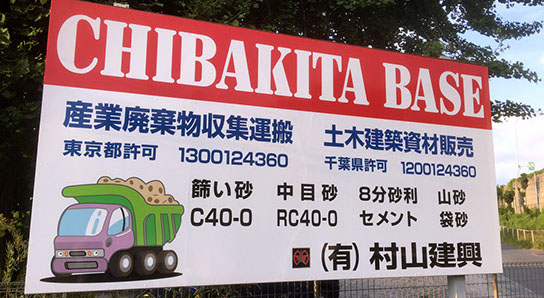 CHIBAKITA BASE
産業廃棄物収集運搬 土木建築資材販売
東京都許可 1300124360 千葉県許可 1200124360
篩い砂 中目砂 8分砂利 山砂
C40-0 RC40-0 セメント 袋砂
(有) 村山建興